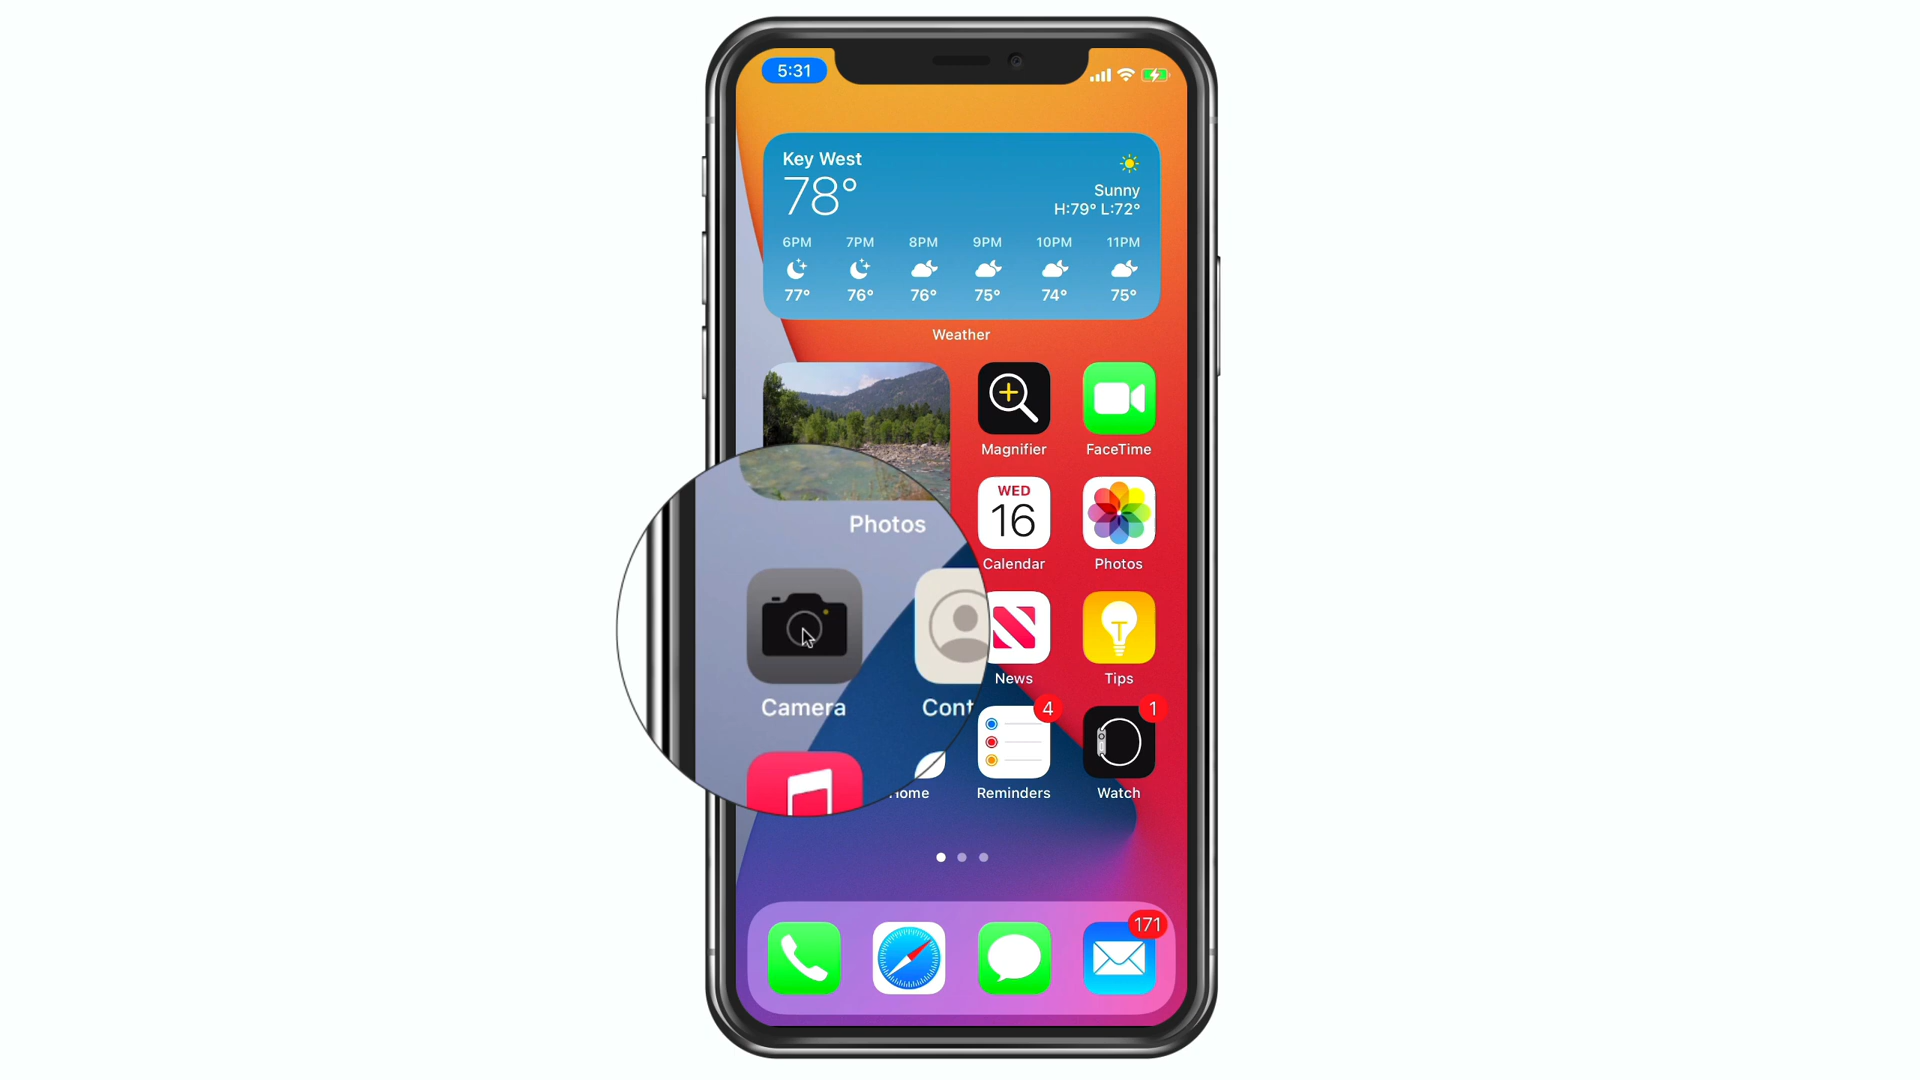 5:31
Key West
78°
Sunny
H:79° L:72°
6PM 7PM 8PM 9PM 10PM 11PM
77° 76° 76° 75° 74° 75°
Weather
Magnifier FaceTime
WED
16
Photos
Calendar Photos
News Tips
Camera Cont
4 1
ome Reminders Watch
171